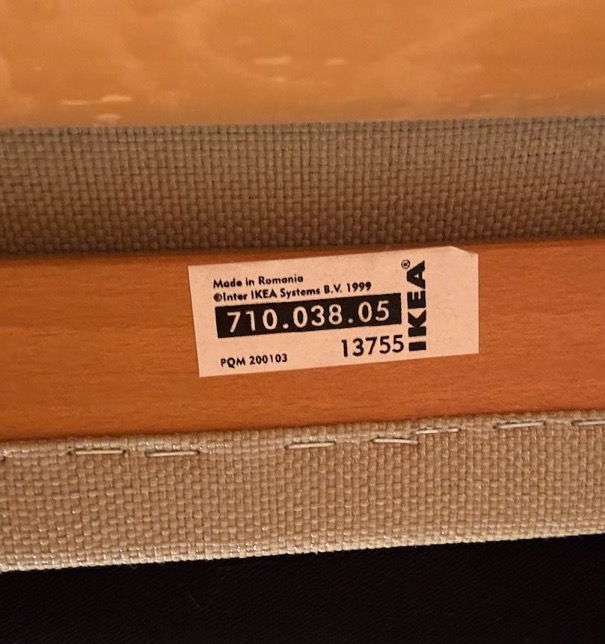 Made in Romania
©Inter IKEA Systems B.V. 1999
710.038.05
PQM 200103
13755
IKEA®